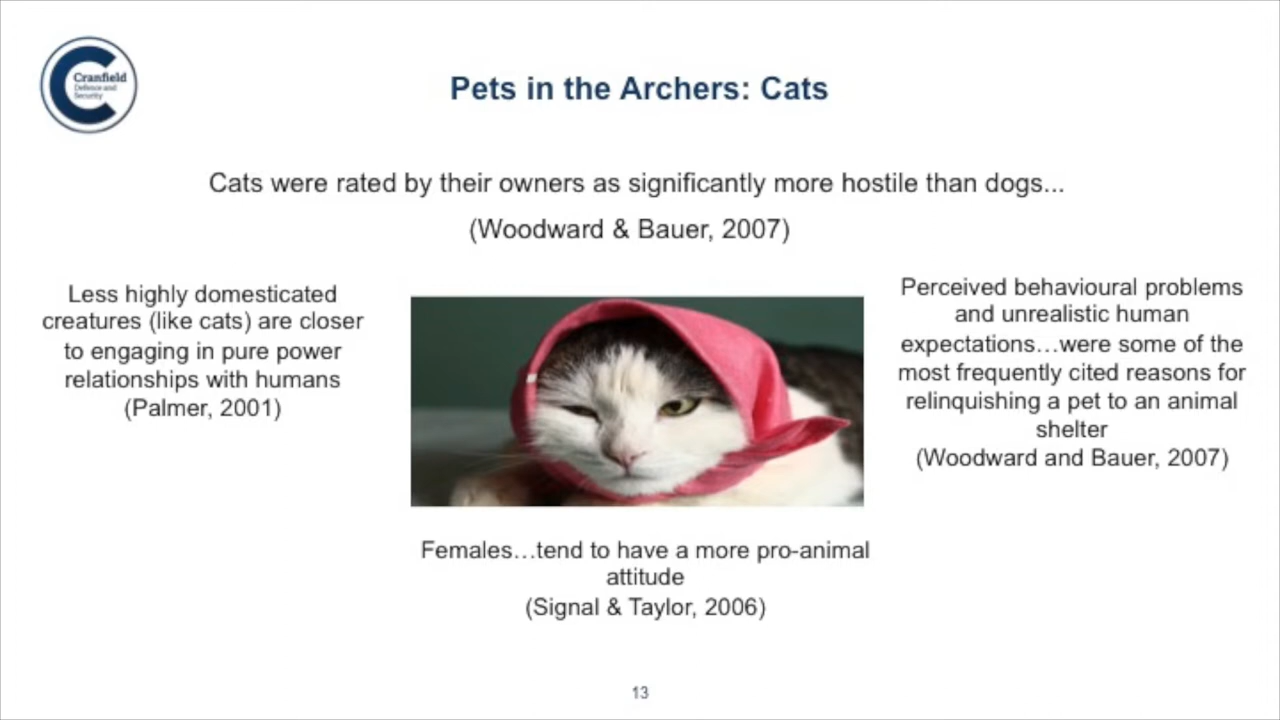 Cranfield
Defence and
Security
Pets in the Archers: Cats
Cats were rated by their owners as significantly more hostile than dogs...
(Woodward & Bauer, 2007)
Less highly domesticated
creatures (like cats) are closer
to engaging in pure power
relationships with humans
(Palmer, 2001)
Perceived behavioural problems
and unrealistic human
expectations…were some of the
most frequently cited reasons for
relinquishing a pet to an animal
shelter
(Woodward and Bauer, 2007)
Females…tend to have a more pro-animal
attitude
(Signal & Taylor, 2006)
13